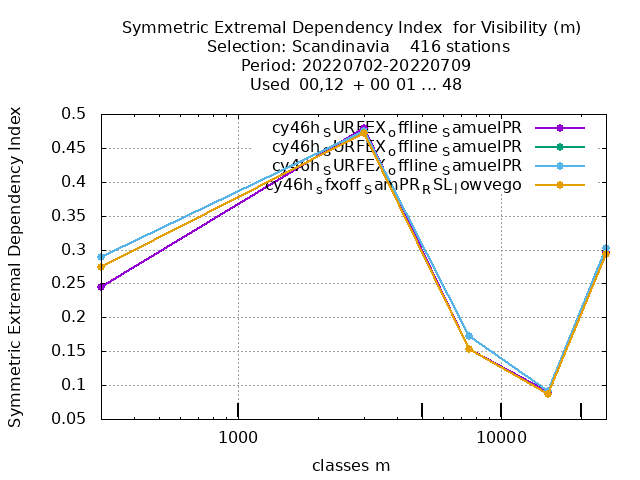 Symmetric Extremal Dependency Index  for Visibility (m)
Selection: Scandinavia    416 stations
Period: 20220702-20220709
Used  00,12  + 00 01 ... 48
Symmetric Extremal Dependency Index
0.5
0.45
0.4
0.35
0.3
0.25
0.2
0.15
0.1
0.05
cy46h_SURFEX_offline_SamuelPR
cy46h_SURFEX_offline_SamuelPR
cy46h_SURFEX_offline_SamuelPR
cy46h_sfxoff_SamPR_RSL_lowvego
1000
10000
classes m